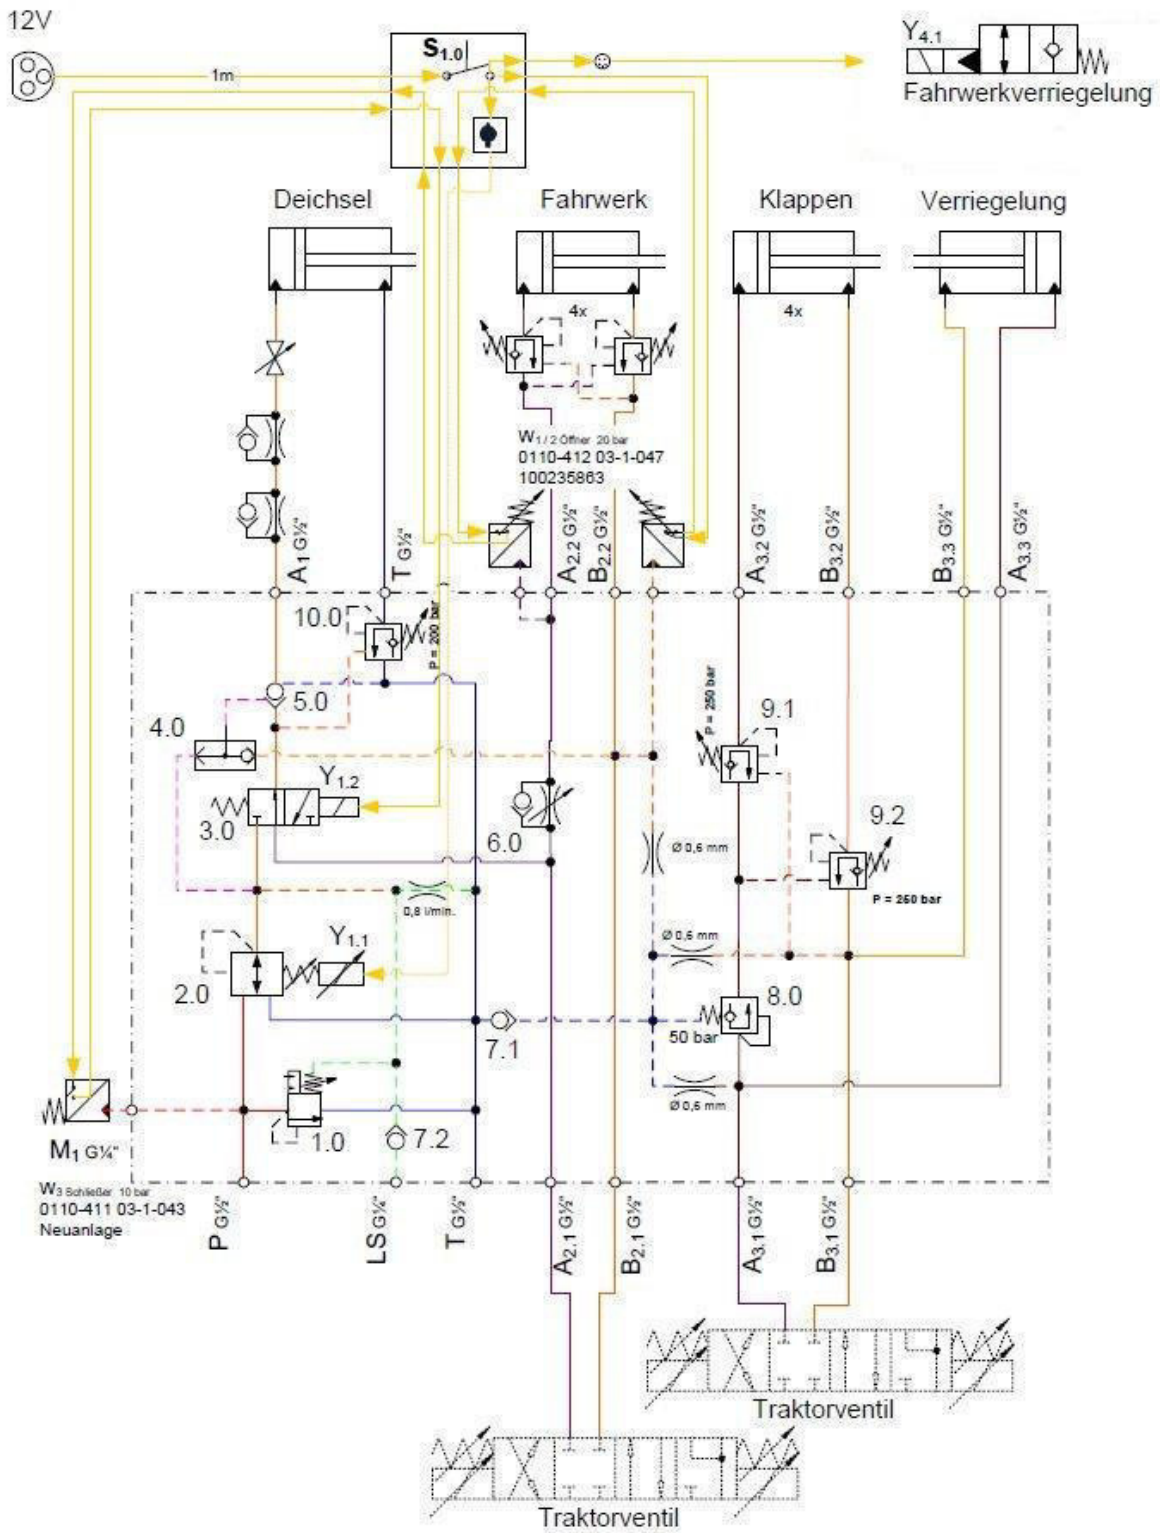 12V
S1.0
Y4.1
1m
Fahrwerkverriegelung
Deichsel
Fahrwerk
Klappen
Verriegelung
4x
4x
W1/2 Öffner 20 bar
0110-412 03-1-047
100235863
A1 G½"
T G½"
A2.2 G½"
B2.2 G½"
A3.2 G½"
B3.2 G½"
B3.3 G½"
A3.3 G½"
10.0
P = 200 bar
5.0
4.0
P = 250 bar
9.1
Y1.2
3.0
6.0
Ø 0,6 mm
9.2
P = 250 bar
0,8 l/min.
Y1.1
Ø 0,6 mm
2.0
8.0
7.1
50 bar
Ø 0,6 mm
M1 G¼"
1.0
7.2
W3 Schließer 10 bar
0110-411 03-1-043
Neuanlage
P G½"
LS G¼"
T G½"
A2.1 G½"
B2.1 G½"
A3.1 G½"
B3.1 G½"
Traktorventil
Traktorventil